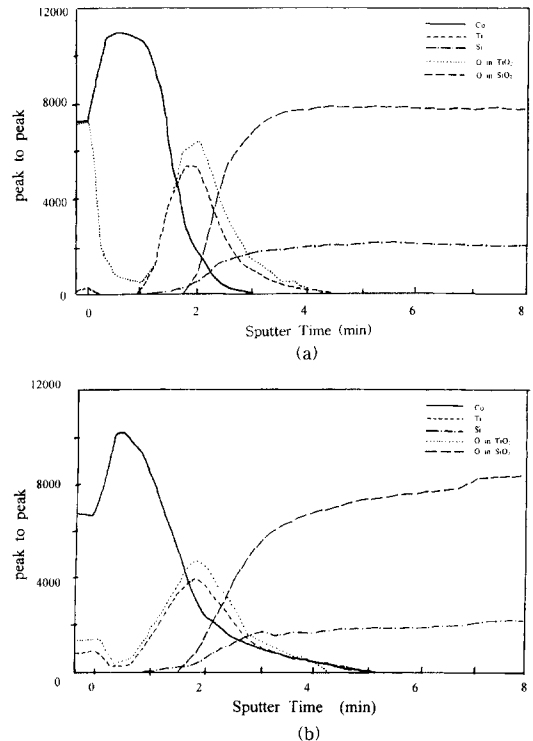 12000
8000
4000
0
peak to peak
Co
Ti
Si
O in TiO₂
O in SiO₂
0 2 4 6 8
Sputter Time (min)
(a)
12000
8000
4000
0
peak to peak
Co
Ti
Si
O in TiO₂
O in SiO₂
0 2 4 6 8
Sputter Time (min)
(b)